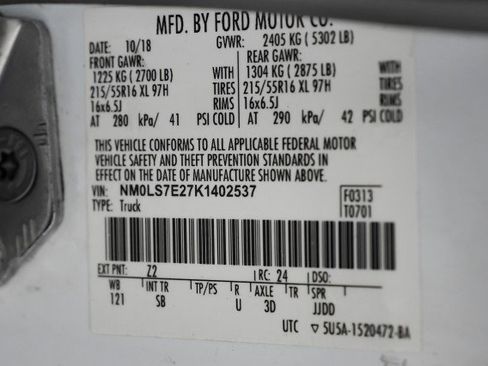 MFD. BY FORD MOTOR CO.
DATE: 10/18 GVWR: 2405 KG ( 5302 LB)
FRONT GAWR: REAR GAWR:
1225 KG ( 2700 LB) WITH 1304 KG ( 2875 LB) WITH
215/55R16 XL 97H TIRES 215/55R16 XL 97H TIRES
16x6.5J RIMS 16x6.5J RIMS
AT 280 kPa/ 41 PSI COLD AT 290 kPa/ 42 PSI COLD
THIS VEHICLE CONFORMS TO ALL APPLICABLE FEDERAL MOTOR
VEHICLE SAFETY AND THEFT PREVENTION STANDARDS IN
EFFECT ON THE DATE OF MANUFACTURE SHOWN ABOVE.
VIN: NM0LS7E27K1402537 F0313
TYPE: Truck T0701
EXT PNT: Z2 RC: 24 DSO:
WB INT TR TP/PS R AXLE TR SPR
121 SB U 3D JJDD
UTC ▽ 5U5A-1520472-BA